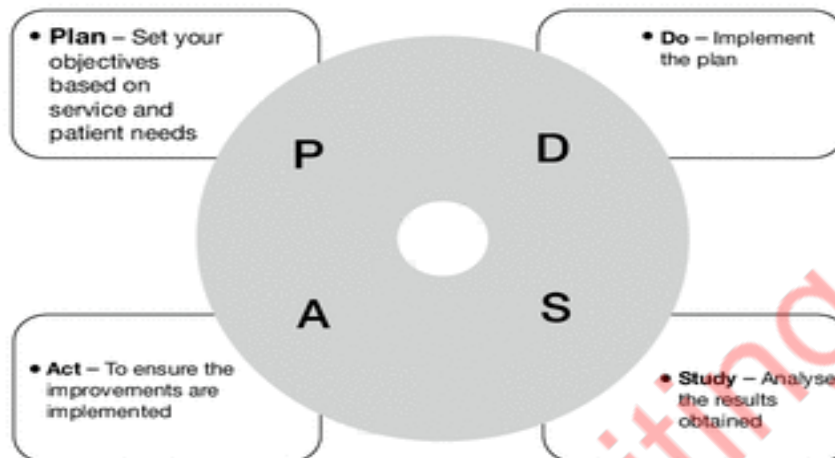 • Plan – Set your
objectives
based on
service and
patient needs
• Do – Implement
the plan
P
D
A
S
• Act – To ensure the
improvements are
implemented
• Study – Analyse
the results
obtained